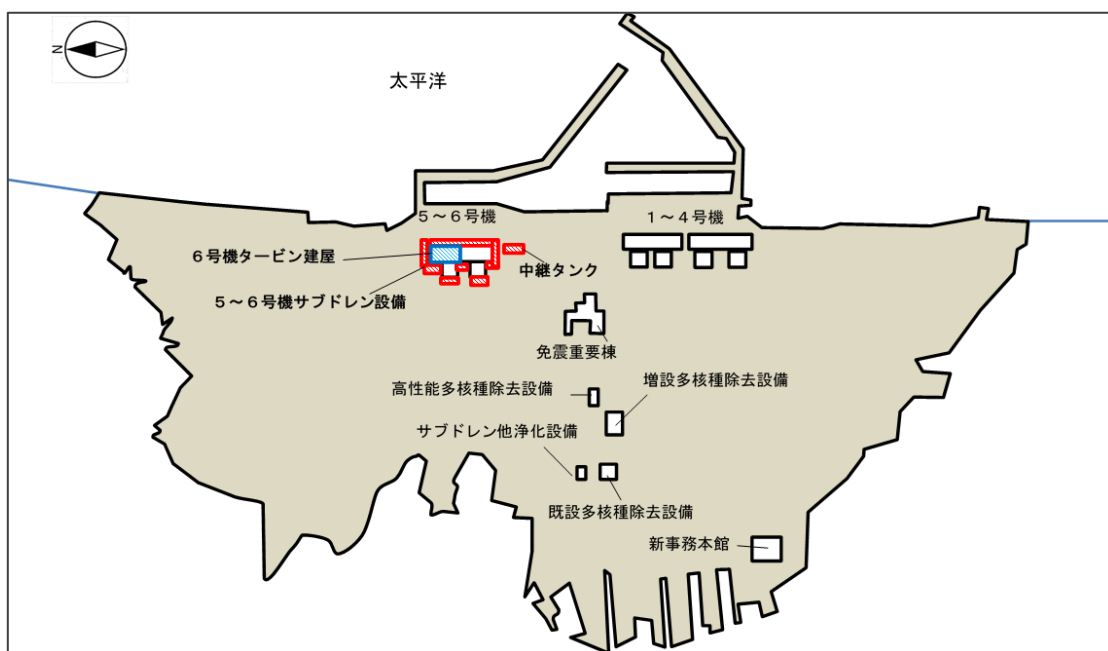 N
太平洋
5~6号機
1~4号機
6号機タービン建屋
中継タンク
5~6号機サブドレン設備
免震重要棟
高性能多核種除去設備
増設多核種除去設備
サブドレン他浄化設備
既設多核種除去設備
新事務本館